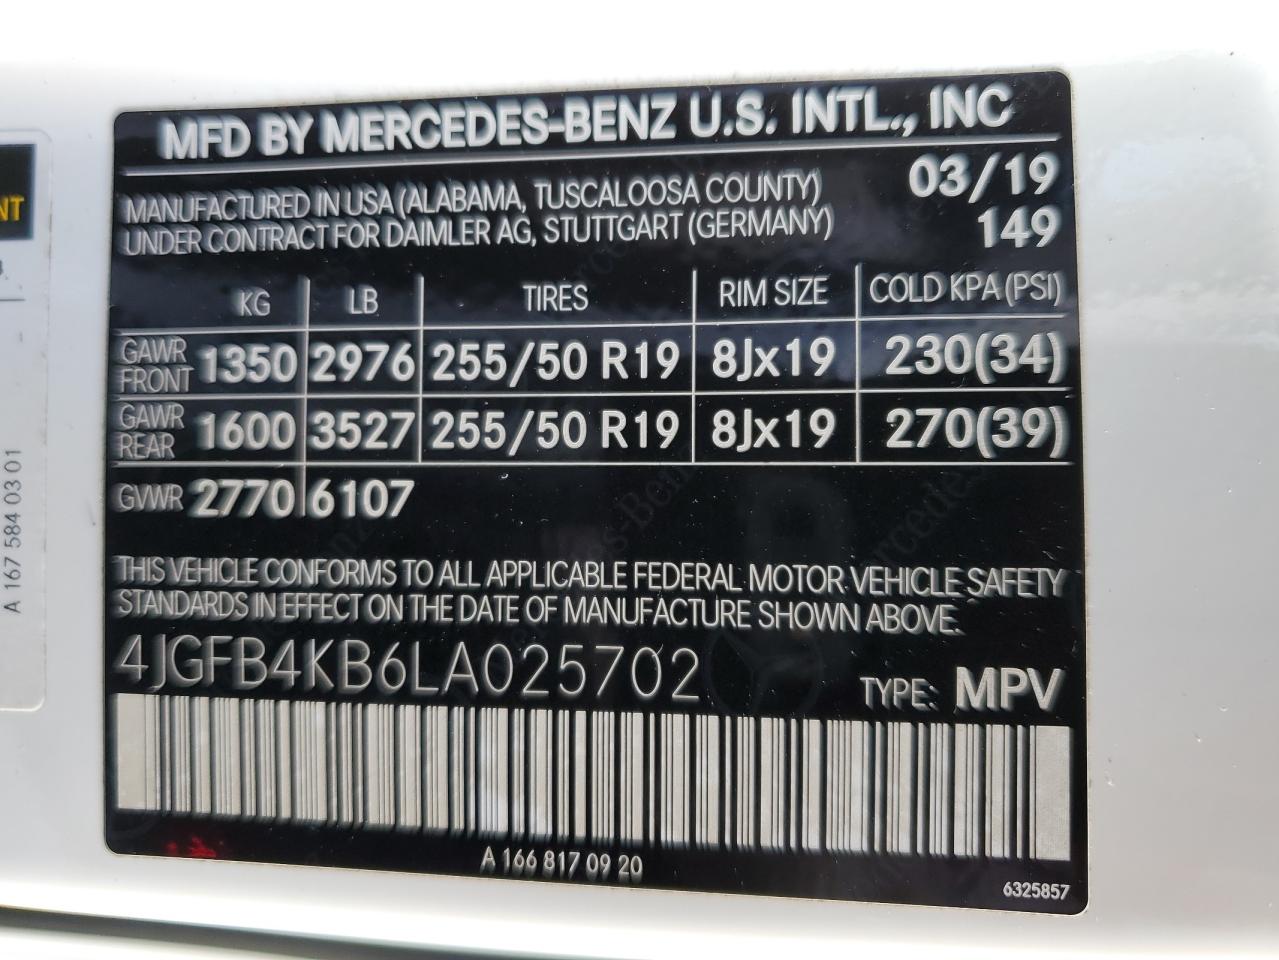 MFD BY MERCEDES-BENZ U.S. INTL., INC
MANUFACTURED IN USA (ALABAMA, TUSCALOOSA COUNTY) 03/19
UNDER CONTRACT FOR DAIMLER AG, STUTTGART (GERMANY) 149
KG LB TIRES RIM SIZE COLD KPA (PSI)
GAWR FRONT 1350 2976 255/50 R19 8Jx19 230(34)
GAWR REAR 1600 3527 255/50 R19 8Jx19 270(39)
GVWR 2770 6107
THIS VEHICLE CONFORMS TO ALL APPLICABLE FEDERAL MOTOR VEHICLE SAFETY
STANDARDS IN EFFECT ON THE DATE OF MANUFACTURE SHOWN ABOVE.
4JGFB4KB6LA025702
TYPE: MPV
A 166 817 09 20
6325857
A 167 584 03 01
NT